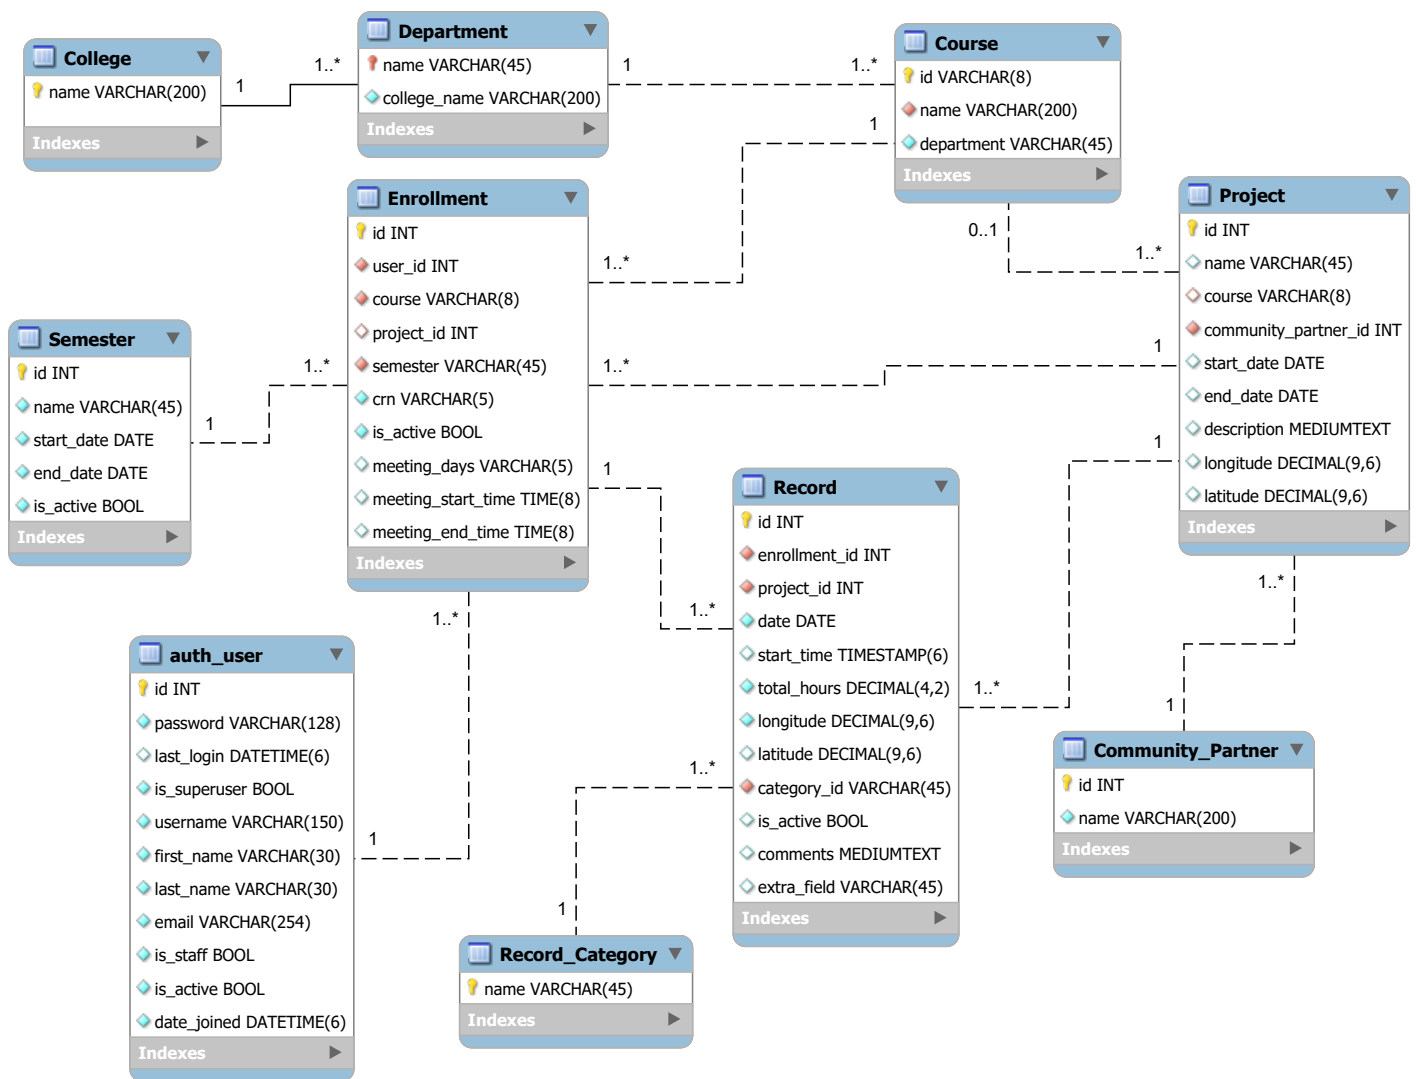 College
name VARCHAR(200)
Indexes
1
1..*
Department
name VARCHAR(45)
college_name VARCHAR(200)
Indexes
1
1..*
Course
id VARCHAR(8)
name VARCHAR(200)
department VARCHAR(45)
Indexes
1
1..*
0..1
1..*
Enrollment
id INT
user_id INT
course VARCHAR(8)
project_id INT
semester VARCHAR(45)
crn VARCHAR(5)
is_active BOOL
meeting_days VARCHAR(5)
meeting_start_time TIME(8)
meeting_end_time TIME(8)
Indexes
Project
id INT
name VARCHAR(45)
course VARCHAR(8)
community_partner_id INT
start_date DATE
end_date DATE
description MEDIUMTEXT
longitude DECIMAL(9,6)
latitude DECIMAL(9,6)
Indexes
Semester
id INT
name VARCHAR(45)
start_date DATE
end_date DATE
is_active BOOL
Indexes
1
1..*
1..*
1
1
1..*
1
1..*
Record
id INT
enrollment_id INT
project_id INT
date DATE
start_time TIMESTAMP(6)
total_hours DECIMAL(4,2)
longitude DECIMAL(9,6)
latitude DECIMAL(9,6)
category_id VARCHAR(45)
is_active BOOL
comments MEDIUMTEXT
extra_field VARCHAR(45)
Indexes
1..*
1
auth_user
id INT
password VARCHAR(128)
last_login DATETIME(6)
is_superuser BOOL
username VARCHAR(150)
first_name VARCHAR(30)
last_name VARCHAR(30)
email VARCHAR(254)
is_staff BOOL
is_active BOOL
date_joined DATETIME(6)
Indexes
1..*
1
Community_Partner
id INT
name VARCHAR(200)
Indexes
1..*
1
Record_Category
name VARCHAR(45)
Indexes